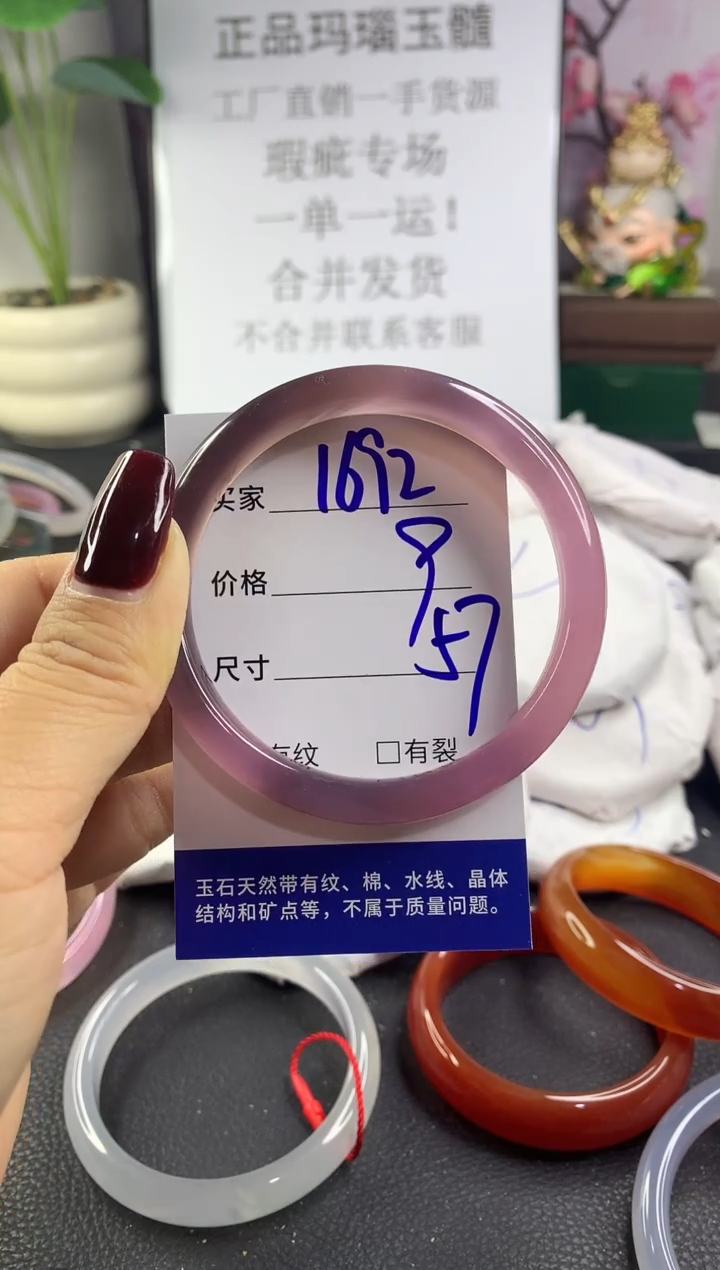 正品玛瑙玉髓
工厂直销一手货源
瑕疵专场
一单一运!
合并发货
不合并联系客服
买家 1692
价格 9
尺寸 57
有纹 □有裂
玉石天然带有纹、棉、水线、晶体
结构和矿点等，不属于质量问题。